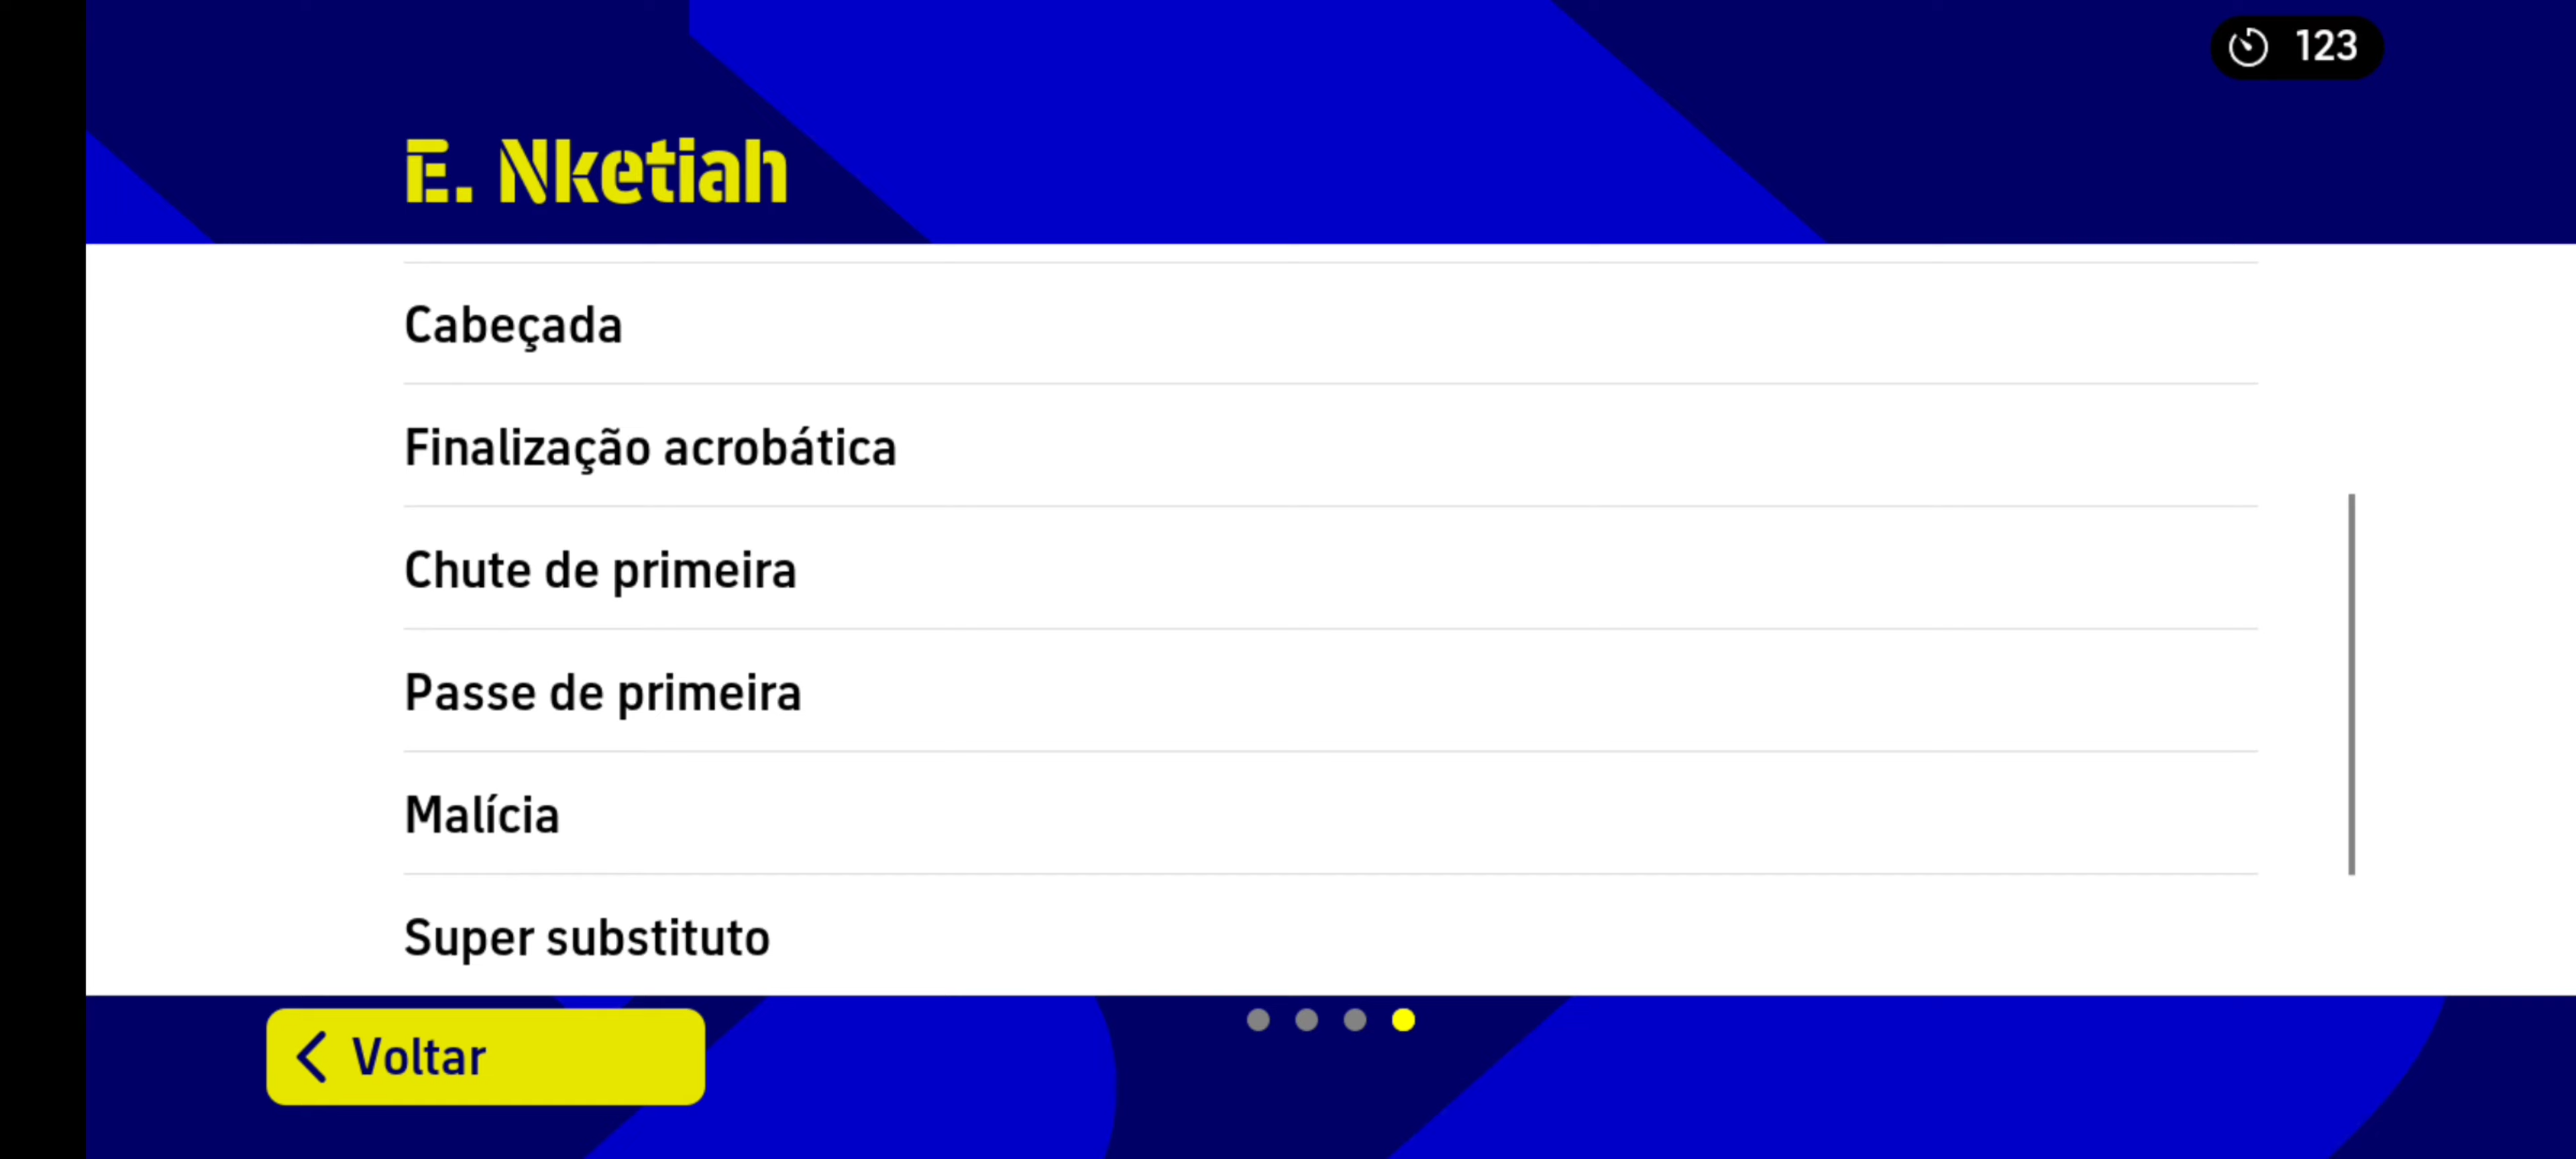 123
E. Nketiah
Cabeçada
Finalização acrobática
Chute de primeira
Passe de primeira
Malícia
Super substituto
Voltar